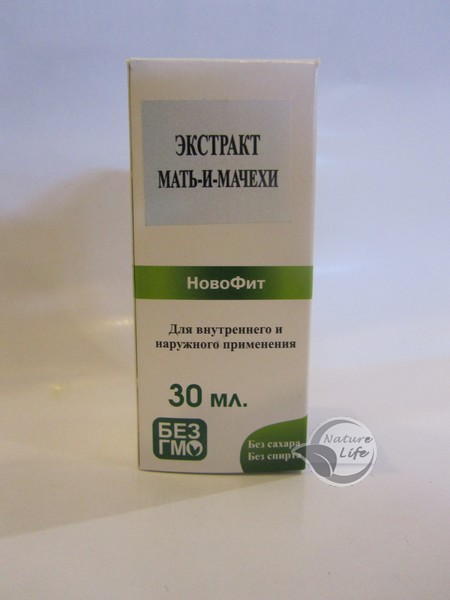 ЭКСТРАКТ
МАТЬ-И-МАЧЕХИ
НовоФит
Для внутреннего и
наружного применения
30 мл.
БЕЗ
ГМО
Без сахара
Без спирта
Nature
Life